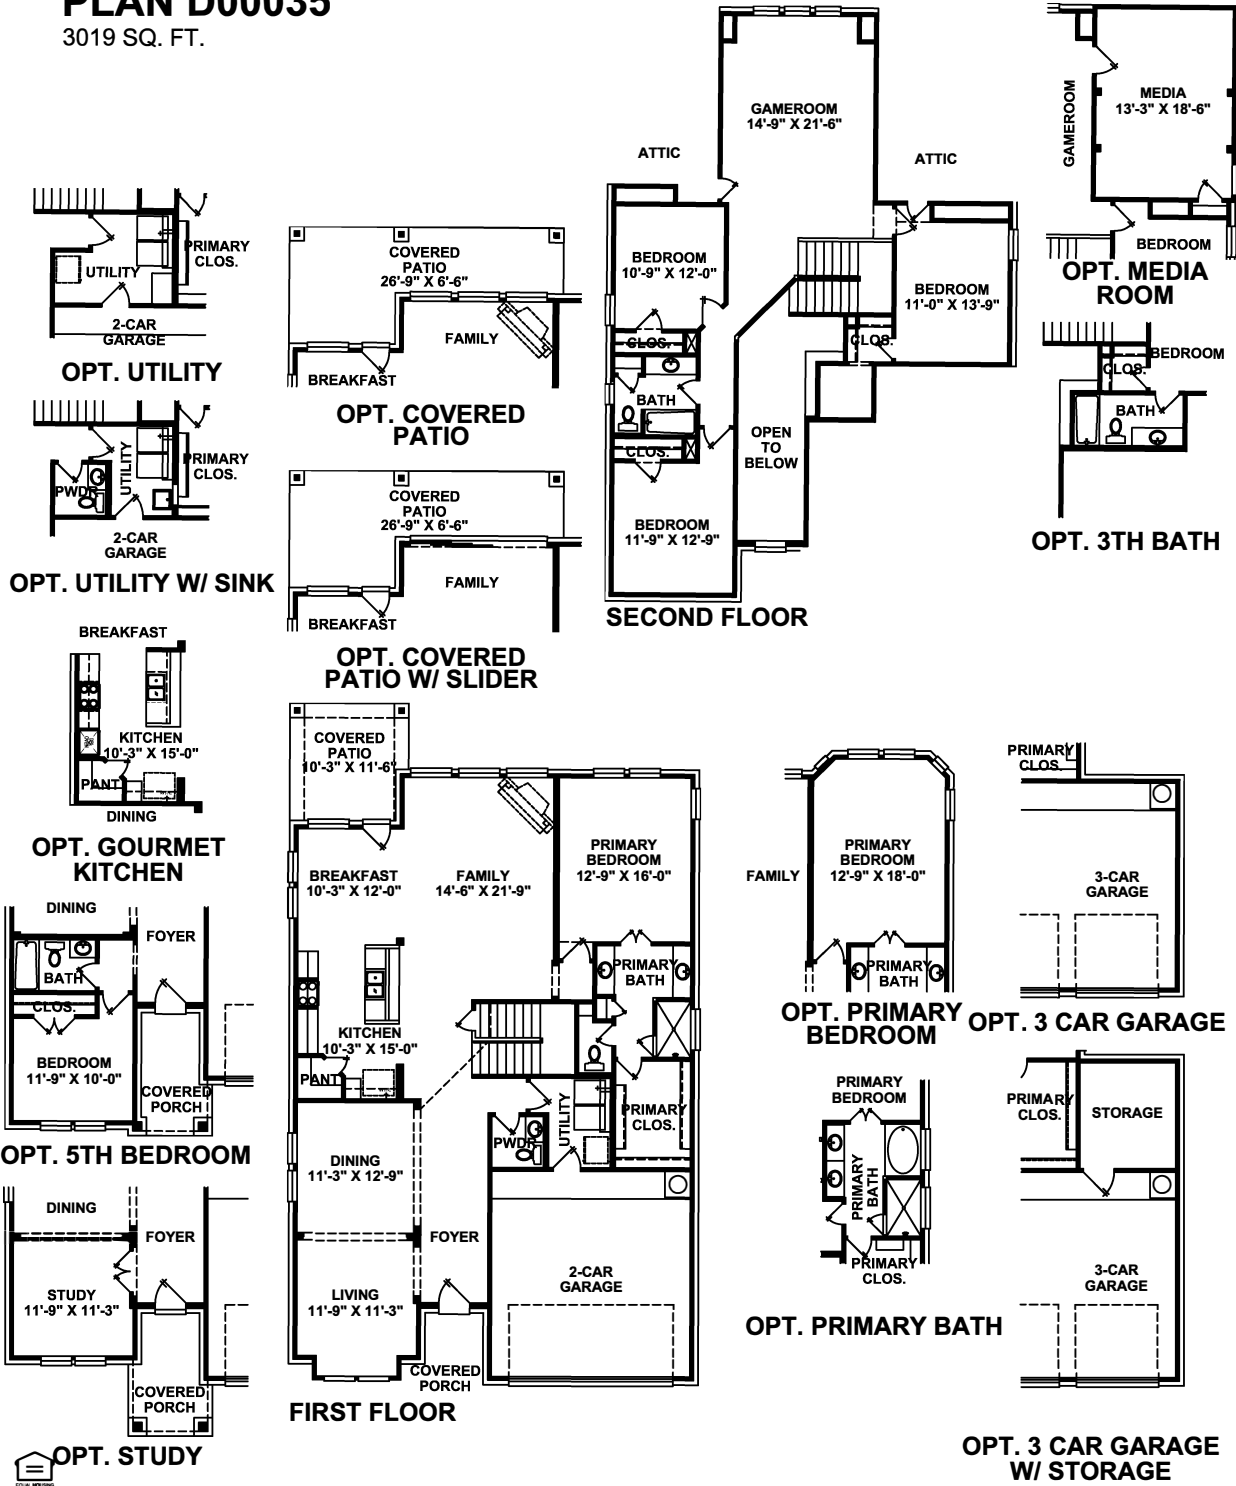 PLAN D00035
3019 SQ. FT.
GAMEROOM
14'-9" X 21'-6"
ATTIC
ATTIC
BEDROOM
10'-9" X 12'-0"
BEDROOM
11'-0" X 13'-9"
CLOS.
CLOS.
BATH
CLOS.
OPEN
TO
BELOW
BEDROOM
11'-9" X 12'-9"
SECOND FLOOR
GAMEROOM
MEDIA
13'-3" X 18'-6"
BEDROOM
OPT. MEDIA
ROOM
BEDROOM
CLOS.
BATH
OPT. 3TH BATH
PRIMARY
CLOS.
UTILITY
2-CAR
GARAGE
OPT. UTILITY
UTILITY
PRIMARY
CLOS.
PWDR
2-CAR
GARAGE
OPT. UTILITY W/ SINK
COVERED
PATIO
26'-9" X 6'-6"
FAMILY
BREAKFAST
OPT. COVERED
PATIO
COVERED
PATIO
26'-9" X 6'-6"
FAMILY
BREAKFAST
OPT. COVERED
PATIO W/ SLIDER
BREAKFAST
KITCHEN
10'-3" X 15'-0"
PANT
DINING
OPT. GOURMET
KITCHEN
DINING
FOYER
BATH
CLOS.
BEDROOM
11'-9" X 10'-0"
COVERED
PORCH
OPT. 5TH BEDROOM
DINING
FOYER
STUDY
11'-9" X 11'-3"
COVERED
PORCH
OPT. STUDY
EQUAL HOUSING
COVERED
PATIO
10'-3" X 11'-6"
BREAKFAST
10'-3" X 12'-0"
FAMILY
14'-6" X 21'-9"
PRIMARY
BEDROOM
12'-9" X 16'-0"
PRIMARY
BATH
KITCHEN
10'-3" X 15'-0"
PANT
UTILITY
PRIMARY
CLOS.
PWDR
DINING
11'-3" X 12'-9"
FOYER
LIVING
11'-9" X 11'-3"
2-CAR
GARAGE
COVERED
PORCH
FIRST FLOOR
PRIMARY
BEDROOM
12'-9" X 18'-0"
FAMILY
PRIMARY
BATH
OPT. PRIMARY
BEDROOM
PRIMARY
CLOS.
3-CAR
GARAGE
OPT. 3 CAR GARAGE
PRIMARY
BEDROOM
PRIMARY
BATH
PRIMARY
CLOS.
OPT. PRIMARY BATH
PRIMARY
CLOS.
STORAGE
3-CAR
GARAGE
OPT. 3 CAR GARAGE
W/ STORAGE